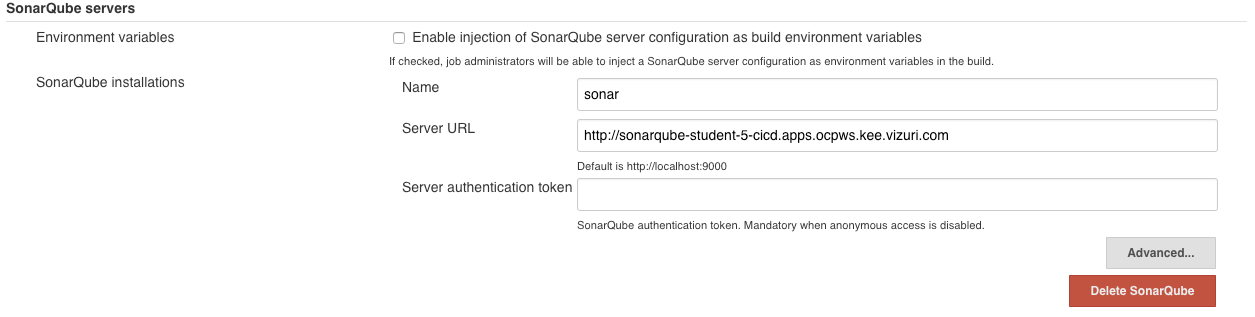 SonarQube servers
Environment variables
Enable injection of SonarQube server configuration as build environment variables
If checked, job administrators will be able to inject a SonarQube server configuration as environment variables in the build.
SonarQube installations
Name
sonar
Server URL
http://sonarqube-student-5-cicd.apps.ocpws.kee.vizuri.com
Default is http://localhost:9000
Server authentication token
SonarQube authentication token. Mandatory when anonymous access is disabled.
Advanced...
Delete SonarQube